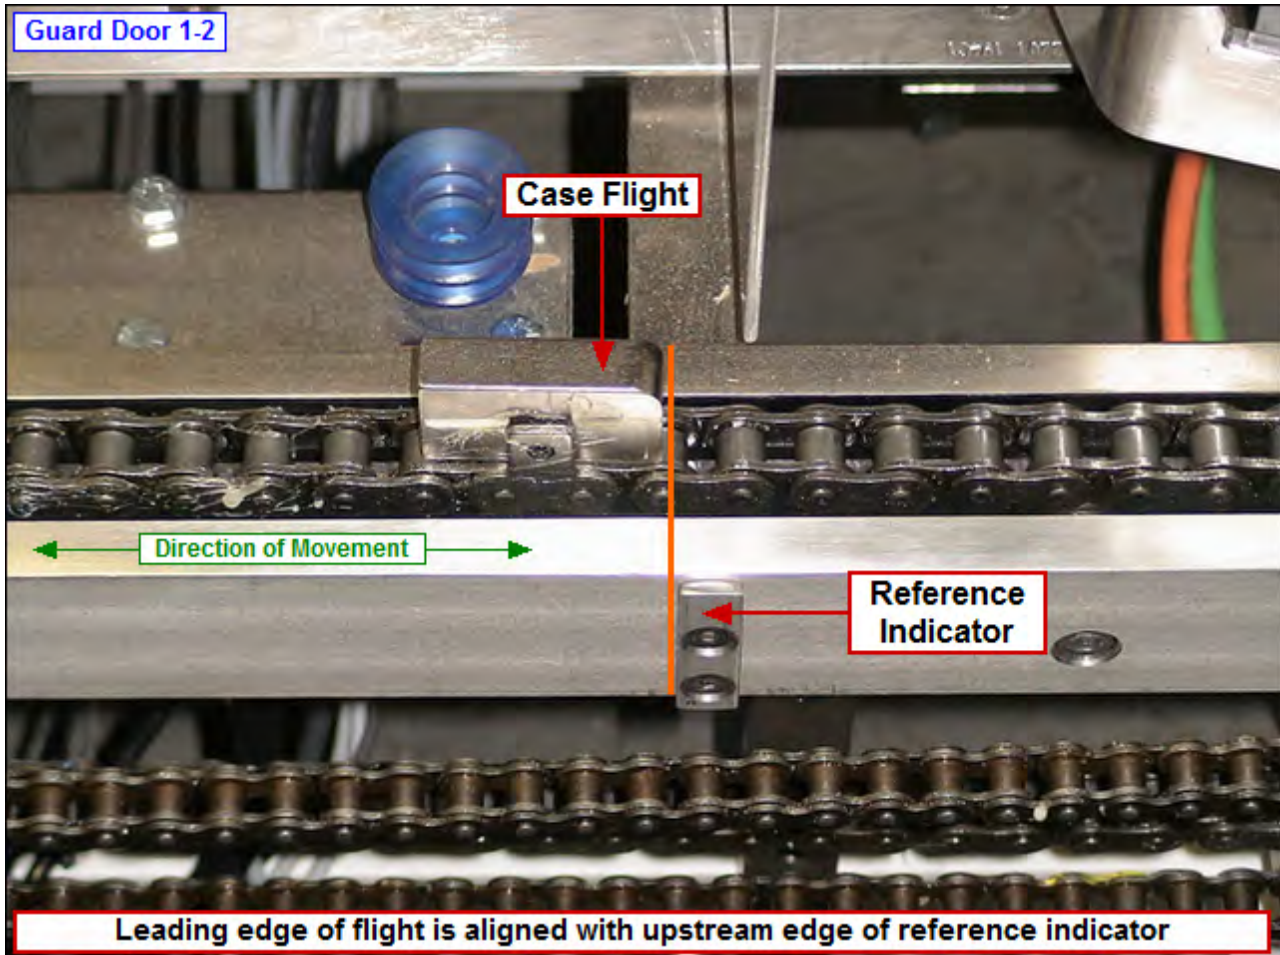 Guard Door 1-2
Case Flight
Direction of Movement
Reference
Indicator
Leading edge of flight is aligned with upstream edge of reference indicator